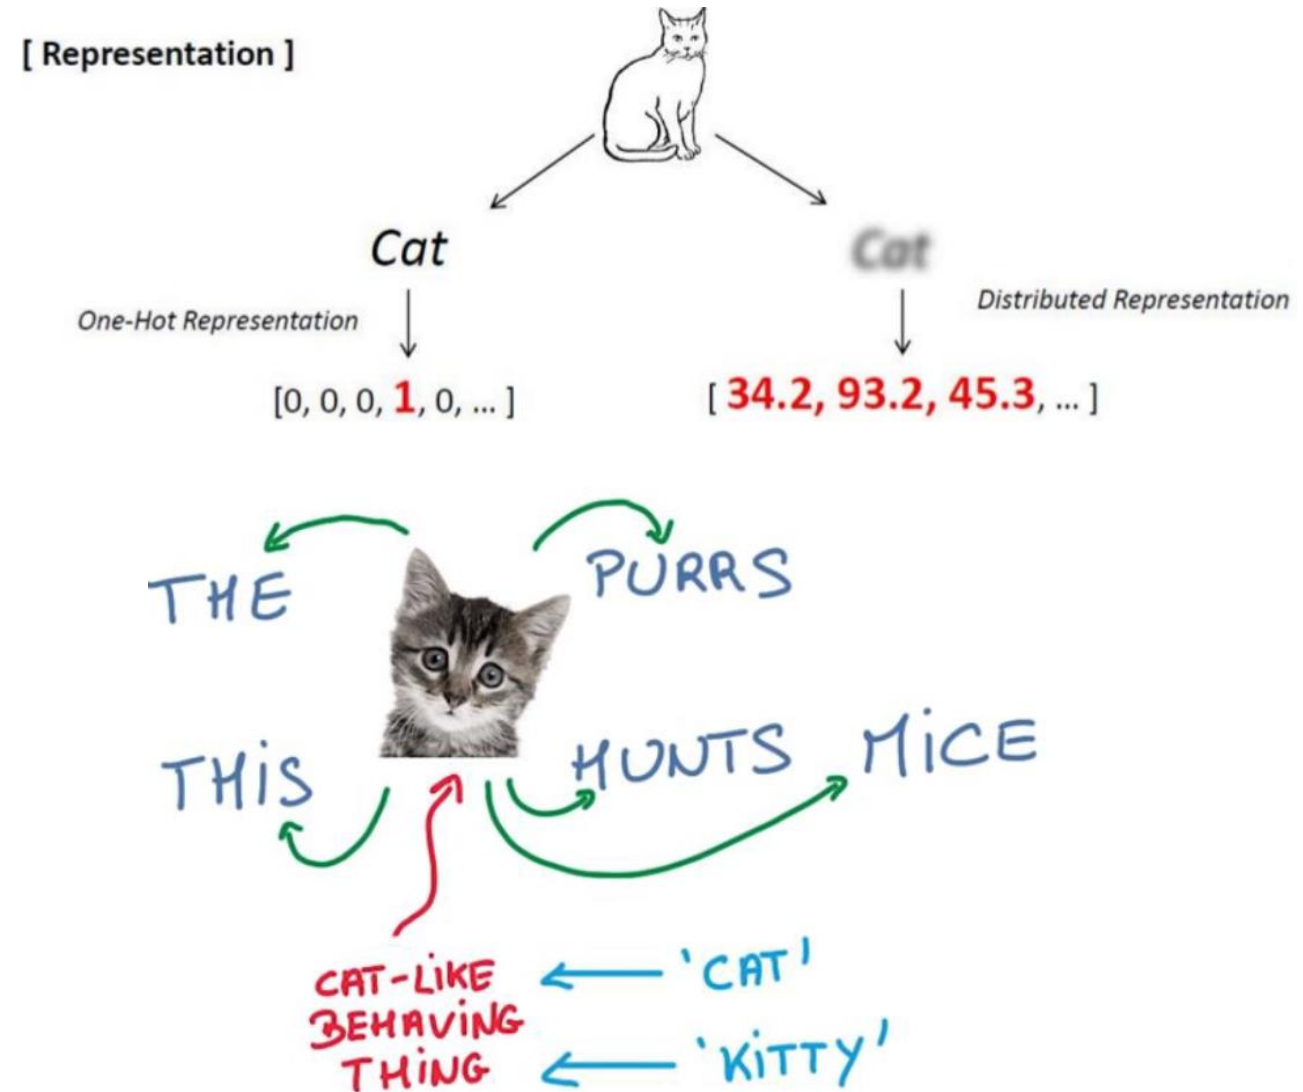 [ Representation ]
Cat
Cat
One-Hot Representation
Distributed Representation
[0, 0, 0, 1, 0, ... ]
[ 34.2, 93.2, 45.3, ... ]
THE
PURRS
THiS
HUNTS MiCE
CAT-LiKE
BEHAViNG
THiNG
'CAT'
'KiTTY'